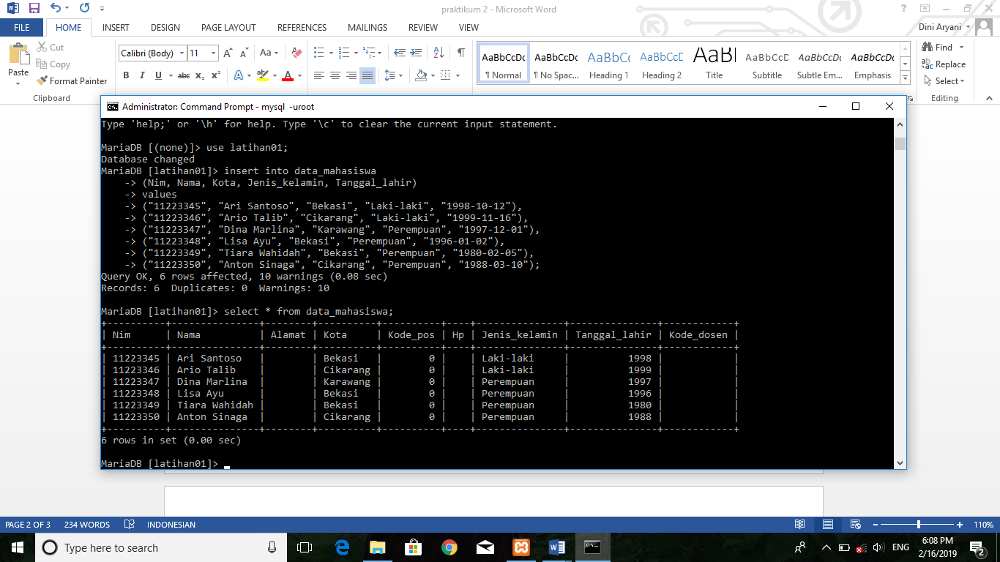 praktikum 2 - Microsoft Word
FILE HOME INSERT DESIGN PAGE LAYOUT REFERENCES MAILINGS REVIEW VIEW Dini Aryani
Paste
Cut
Copy
Format Painter
Clipboard
Calibri (Body) 11
AaBbCcDc AaBbCcDc AaBbCc AaBbCcC AaBl AaBbCcD AaBbCcDc AaBbCcDc
¶ Normal ¶ No Spac... Heading 1 Heading 2 Title Subtitle Subtle Em... Emphasis
Find
Replace
Select
Editing
Administrator: Command Prompt - mysql -uroot
Type 'help;' or '\h' for help. Type '\c' to clear the current input statement.
MariaDB [(none)]> use latihan01;
Database changed
MariaDB [latihan01]> insert into data_mahasiswa
-> (Nim, Nama, Kota, Jenis_kelamin, Tanggal_lahir)
-> values
-> ("11223345", "Ari Santoso", "Bekasi", "Laki-laki", "1998-10-12"),
-> ("11223346", "Ario Talib", "Cikarang", "Laki-laki", "1999-11-16"),
-> ("11223347", "Dina Marlina", "Karawang", "Perempuan", "1997-12-01"),
-> ("11223348", "Lisa Ayu", "Bekasi", "Perempuan", "1996-01-02"),
-> ("11223349", "Tiara Wahidah", "Bekasi", "Perempuan", "1980-02-05"),
-> ("11223350", "Anton Sinaga", "Cikarang", "Perempuan", "1988-03-10");
Query OK, 6 rows affected, 10 warnings (0.08 sec)
Records: 6  Duplicates: 0  Warnings: 10
MariaDB [latihan01]> select * from data_mahasiswa;
+----------+---------------+--------+----------+----------+----+---------------+---------------+------------+
| Nim      | Nama          | Alamat | Kota     | Kode_pos | Hp | Jenis_kelamin | Tanggal_lahir | Kode_dosen |
+----------+---------------+--------+----------+----------+----+---------------+---------------+------------+
| 11223345 | Ari Santoso   |        | Bekasi   |        0 |    | Laki-laki     |          1998 |            |
| 11223346 | Ario Talib    |        | Cikarang |        0 |    | Laki-laki     |          1999 |            |
| 11223347 | Dina Marlina  |        | Karawang |        0 |    | Perempuan     |          1997 |            |
| 11223348 | Lisa Ayu      |        | Bekasi   |        0 |    | Perempuan     |          1996 |            |
| 11223349 | Tiara Wahidah |        | Bekasi   |        0 |    | Perempuan     |          1980 |            |
| 11223350 | Anton Sinaga  |        | Cikarang |        0 |    | Perempuan     |          1988 |            |
+----------+---------------+--------+----------+----------+----+---------------+---------------+------------+
6 rows in set (0.00 sec)
MariaDB [latihan01]>
PAGE 2 OF 3 234 WORDS INDONESIAN 110%
Type here to search
ENG
6:08 PM
2/16/2019
2